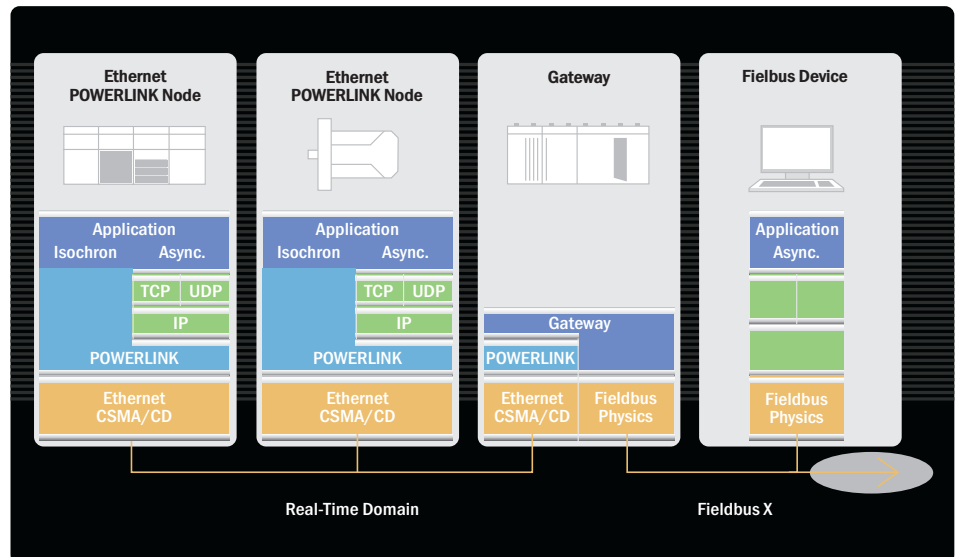 Ethernet
POWERLINK Node
Application
Isochron Async.
TCP UDP
IP
POWERLINK
Ethernet
CSMA/CD
Ethernet
POWERLINK Node
Application
Isochron Async.
TCP UDP
IP
POWERLINK
Ethernet
CSMA/CD
Gateway
Gateway
POWERLINK
Ethernet
CSMA/CD
Fieldbus
Physics
Fielbus Device
Application
Async.
Fieldbus
Physics
Real-Time Domain
Fieldbus X